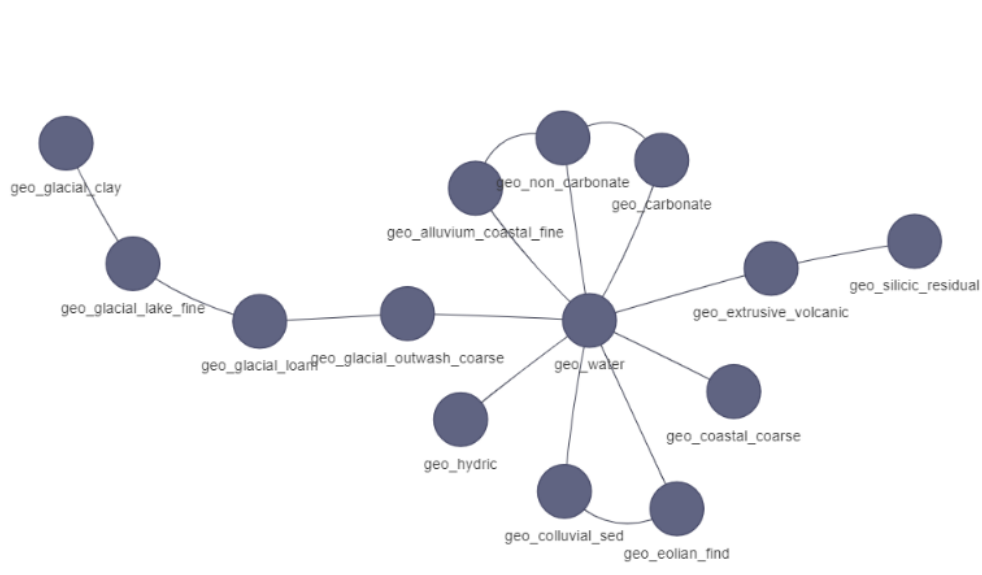 geo_non_carbonate
geo_glacial_clay
geo_carbonate
geo_alluvium_coastal_fine
geo_silicic_residual
geo_glacial_lake_fine
geo_extrusive_volcanic
geo_glacial_loam
geo_glacial_outwash_coarse
geo_water
geo_coastal_coarse
geo_hydric
geo_colluvial_sed
geo_eolian_find